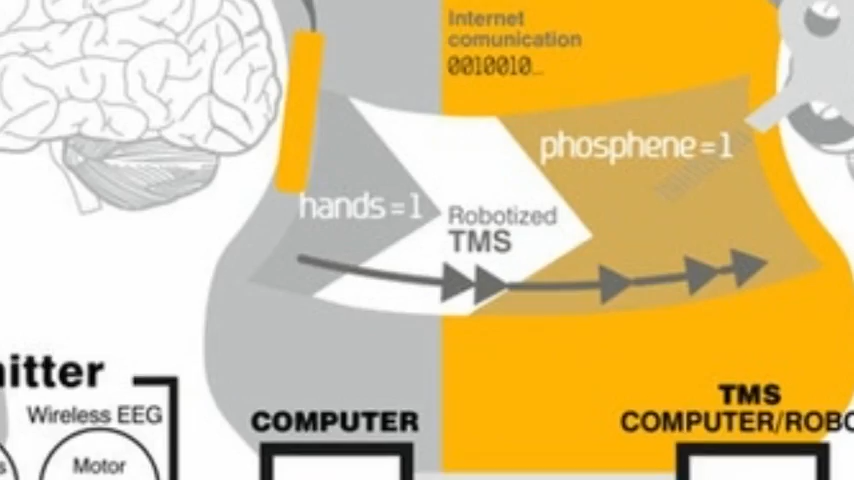 Internet
comunication
0010010...
phosphene=1
hands=1
Robotized
TMS
itter
Wireless EEG
Motor
s
COMPUTER
TMS
COMPUTER/ROBO